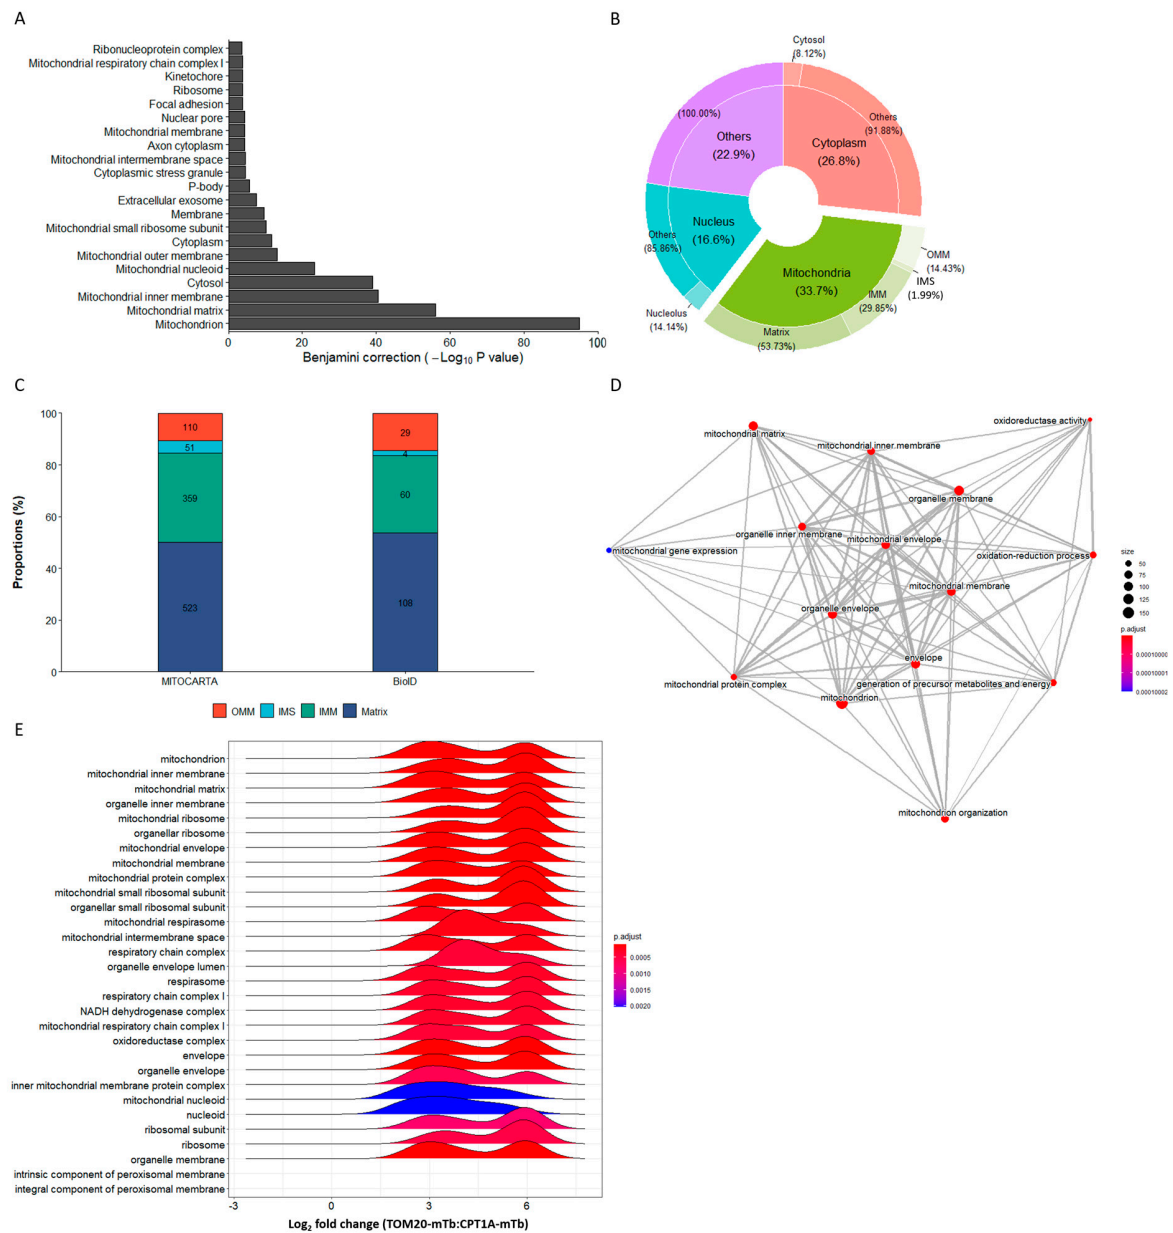 A
Ribonucleoprotein complex
Mitochondrial respiratory chain complex I
Kinetochore
Ribosome
Focal adhesion
Nuclear pore
Mitochondrial membrane
Axon cytoplasm
Mitochondrial intermembrane space
Cytoplasmic stress granule
P-body
Extracellular exosome
Membrane
Mitochondrial small ribosome subunit
Cytoplasm
Mitochondrial outer membrane
Mitochondrial nucleoid
Cytosol
Mitochondrial inner membrane
Mitochondrial matrix
Mitochondrion
0 20 40 60 80 100
Benjamini correction ( –Log10 P value)
B
Cytosol
(8.12%)
(100.00%)
Others
(91.88%)
Others
(22.9%)
Cytoplasm
(26.8%)
Nucleus
(16.6%)
Others
(85.86%)
Mitochondria
(33.7%)
OMM
(14.43%)
IMS
(1.99%)
IMM
(29.85%)
Nucleolus
(14.14%)
Matrix
(53.73%)
C
Proportions (%)
100
80
60
40
20
0
110
51
359
523
29
4
60
108
MITOCARTA BioID
OMM IMS IMM Matrix
D
oxidoreductase activity
mitochondrial matrix
mitochondrial inner membrane
organelle membrane
organelle inner membrane
mitochondrial envelope
mitochondrial gene expression
oxidation-reduction process
mitochondrial membrane
organelle envelope
envelope
mitochondrial protein complex
generation of precursor metabolites and energy
mitochondrion
mitochondrion organization
size
50
75
100
125
150
p.adjust
0.00010000
0.00010001
0.00010002
E
mitochondrion
mitochondrial inner membrane
mitochondrial matrix
organelle inner membrane
mitochondrial ribosome
organellar ribosome
mitochondrial envelope
mitochondrial membrane
mitochondrial protein complex
mitochondrial small ribosomal subunit
organellar small ribosomal subunit
mitochondrial respirasome
mitochondrial intermembrane space
respiratory chain complex
organelle envelope lumen
respirasome
respiratory chain complex I
NADH dehydrogenase complex
mitochondrial respiratory chain complex I
oxidoreductase complex
envelope
organelle envelope
inner mitochondrial membrane protein complex
mitochondrial nucleoid
nucleoid
ribosomal subunit
ribosome
organelle membrane
intrinsic component of peroxisomal membrane
integral component of peroxisomal membrane
-3 0 3 6
Log2 fold change (TOM20-mTb:CPT1A-mTb)
p.adjust
0.0005
0.0010
0.0015
0.0020